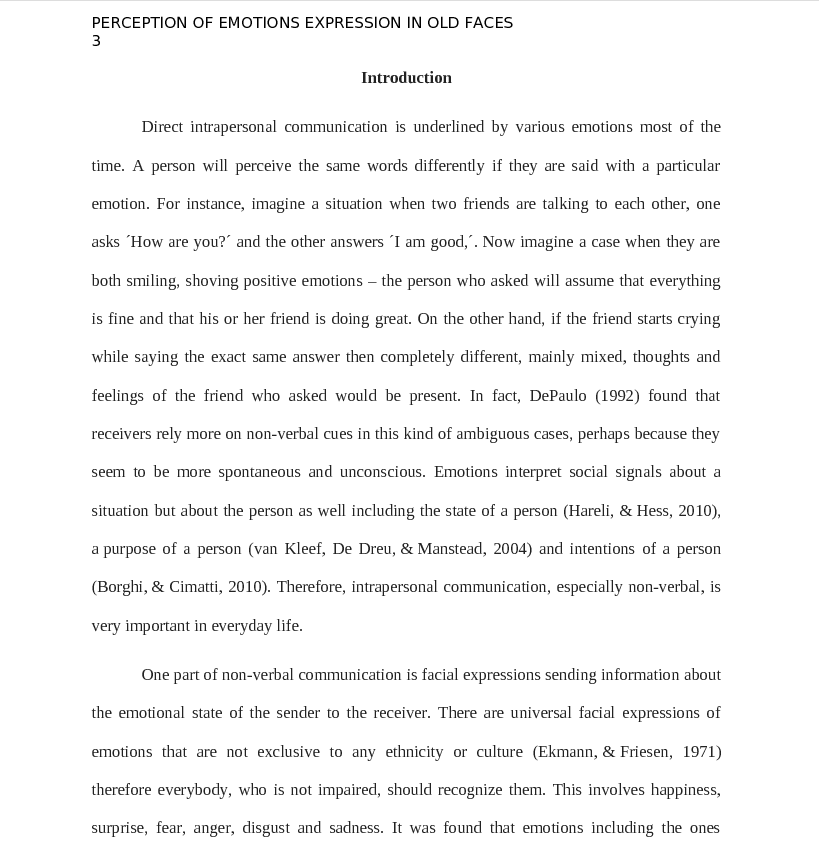 PERCEPTION OF EMOTIONS EXPRESSION IN OLD FACES
3
Introduction
Direct intrapersonal communication is underlined by various emotions most of the
time. A person will perceive the same words differently if they are said with a particular
emotion. For instance, imagine a situation when two friends are talking to each other, one
asks ´How are you?´ and the other answers ´I am good,´. Now imagine a case when they are
both smiling, shoving positive emotions – the person who asked will assume that everything
is fine and that his or her friend is doing great. On the other hand, if the friend starts crying
while saying the exact same answer then completely different, mainly mixed, thoughts and
feelings of the friend who asked would be present. In fact, DePaulo (1992) found that
receivers rely more on non-verbal cues in this kind of ambiguous cases, perhaps because they
seem to be more spontaneous and unconscious. Emotions interpret social signals about a
situation but about the person as well including the state of a person (Hareli, & Hess, 2010),
a purpose of a person (van Kleef, De Dreu, & Manstead, 2004) and intentions of a person
(Borghi, & Cimatti, 2010). Therefore, intrapersonal communication, especially non-verbal, is
very important in everyday life.
One part of non-verbal communication is facial expressions sending information about
the emotional state of the sender to the receiver. There are universal facial expressions of
emotions that are not exclusive to any ethnicity or culture (Ekmann, & Friesen, 1971)
therefore everybody, who is not impaired, should recognize them. This involves happiness,
surprise, fear, anger, disgust and sadness. It was found that emotions including the ones